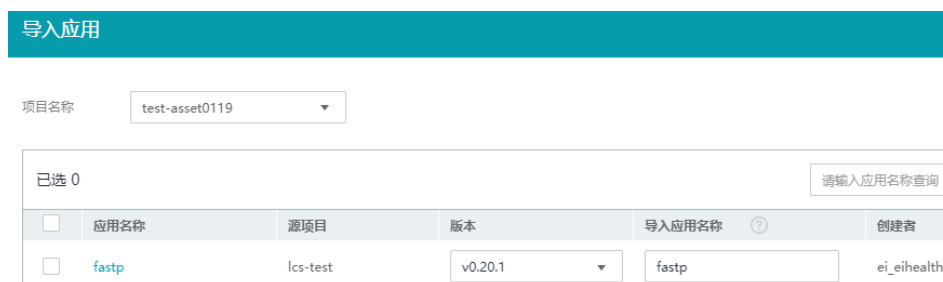 导入应用
项目名称 test-asset0119
已选 0 请输入应用名称查询
应用名称 源项目 版本 导入应用名称 ? 创建者
fastp lcs-test v0.20.1 fastp ei_eihealth